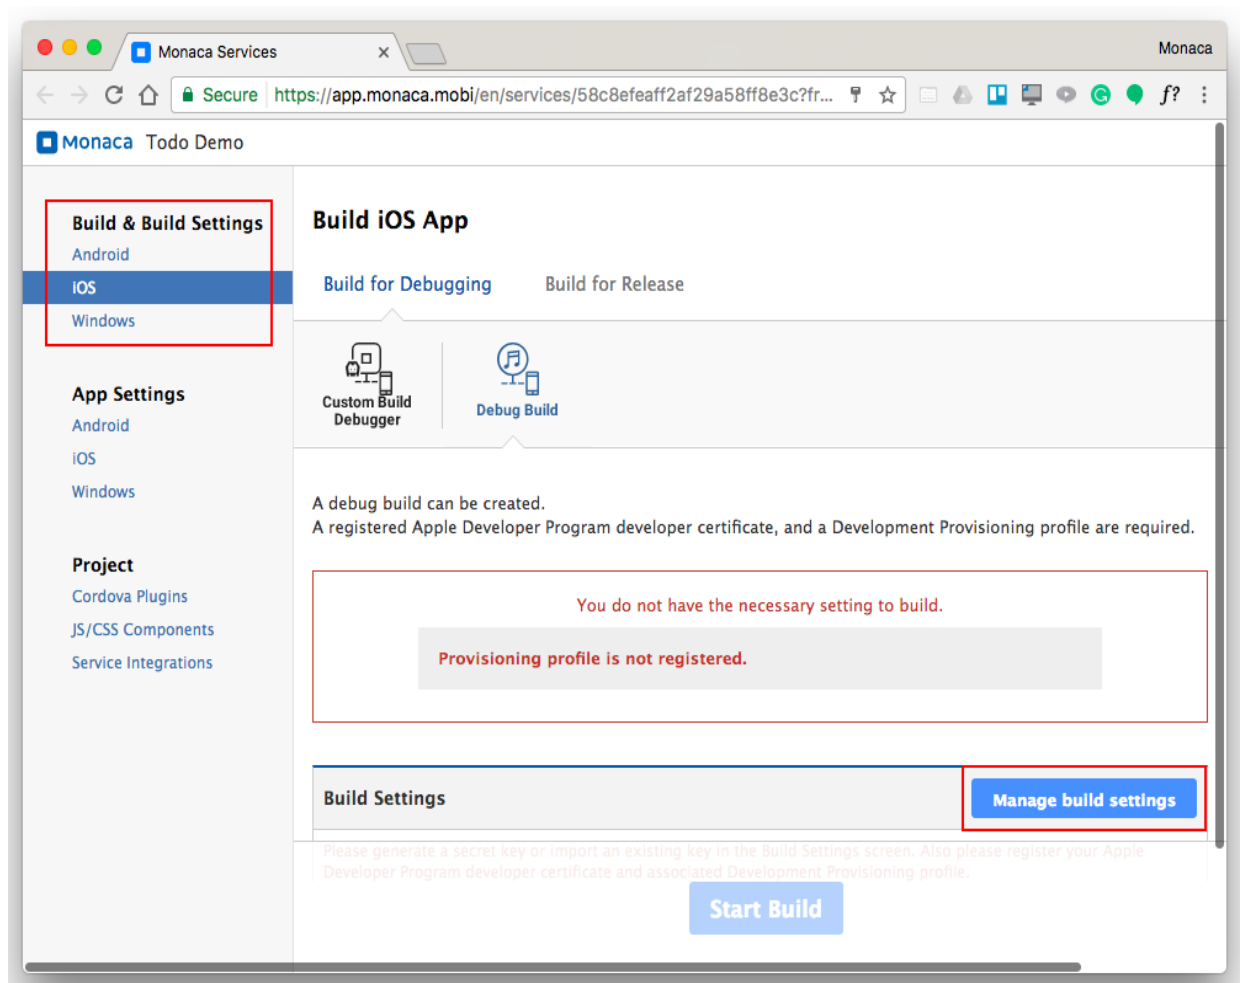 Monaca Services
Monaca
Secure
https://app.monaca.mobi/en/services/58c8efeaff2af29a58ff8e3c?fr...
f?
Monaca Todo Demo
Build & Build Settings
Android
iOS
Windows
App Settings
Android
iOS
Windows
Project
Cordova Plugins
JS/CSS Components
Service Integrations
Build iOS App
Build for Debugging
Build for Release
Custom Build
Debugger
Debug Build
A debug build can be created.
A registered Apple Developer Program developer certificate, and a Development Provisioning profile are required.
You do not have the necessary setting to build.
Provisioning profile is not registered.
Build Settings
Manage build settings
Please generate a secret key or import an existing key in the Build Settings screen. Also please register your Apple
Developer Program developer certificate and associated Development Provisioning profile.
Start Build